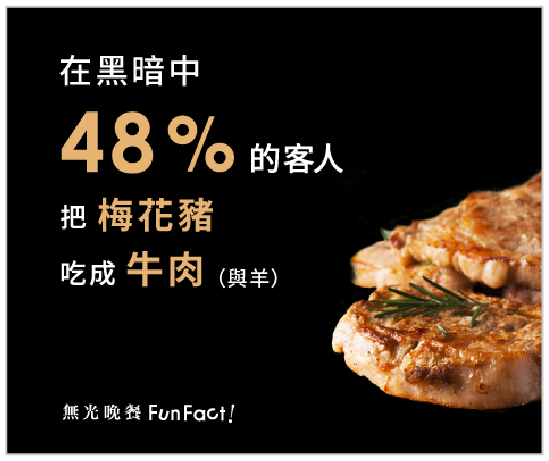 在黑暗中
48%的客人
把 梅花豬
吃成 牛肉 (與羊)
無光晚餐 FunFact!